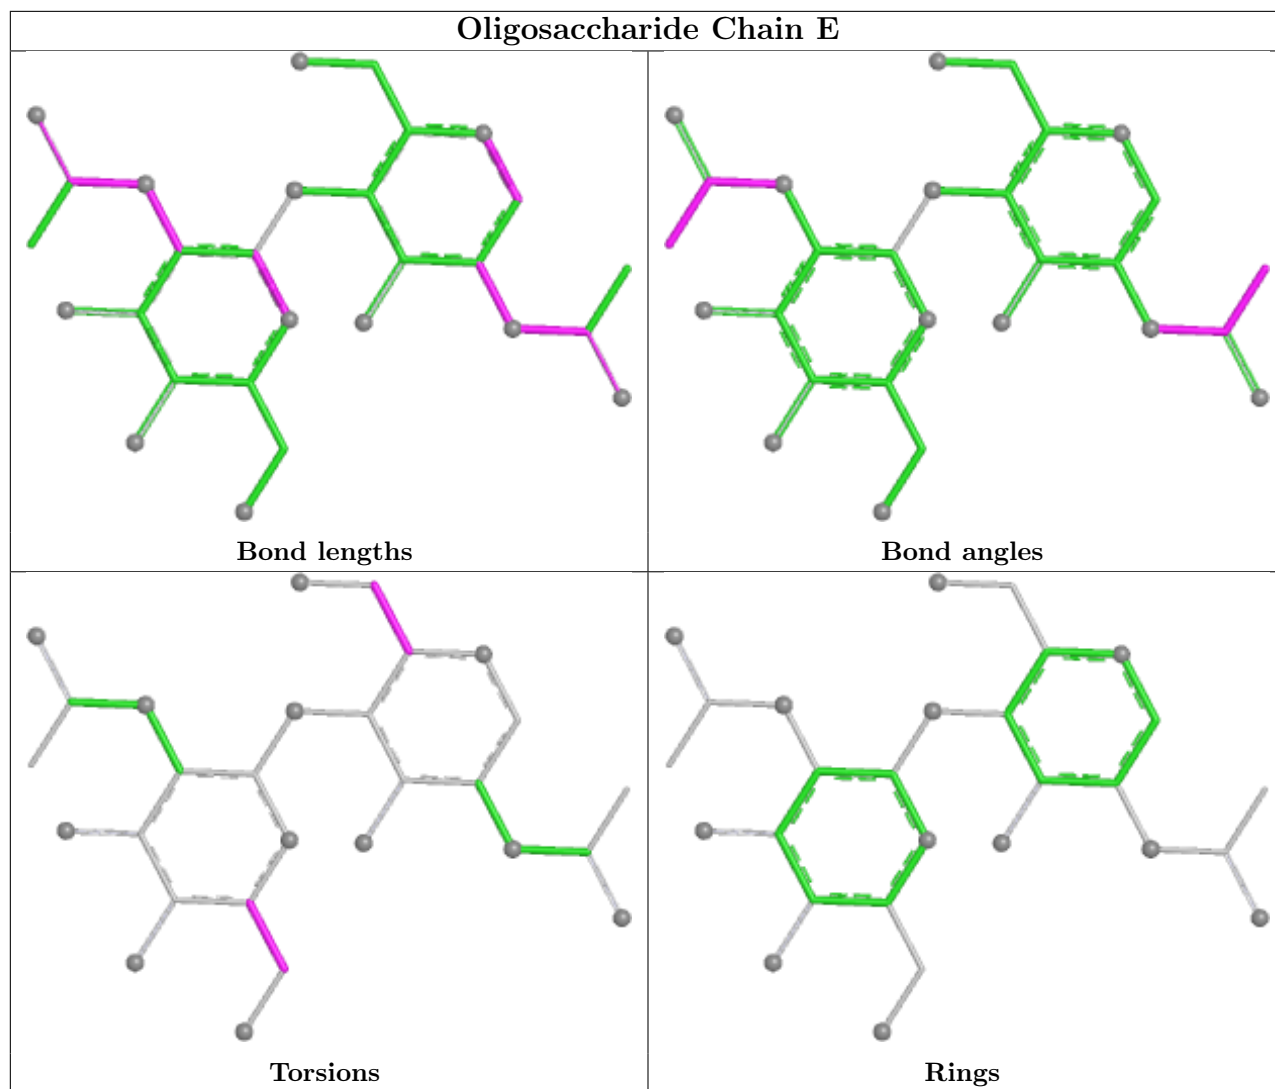 Oligosaccharide Chain E
Bond lengths
Bond angles
Torsions
Rings